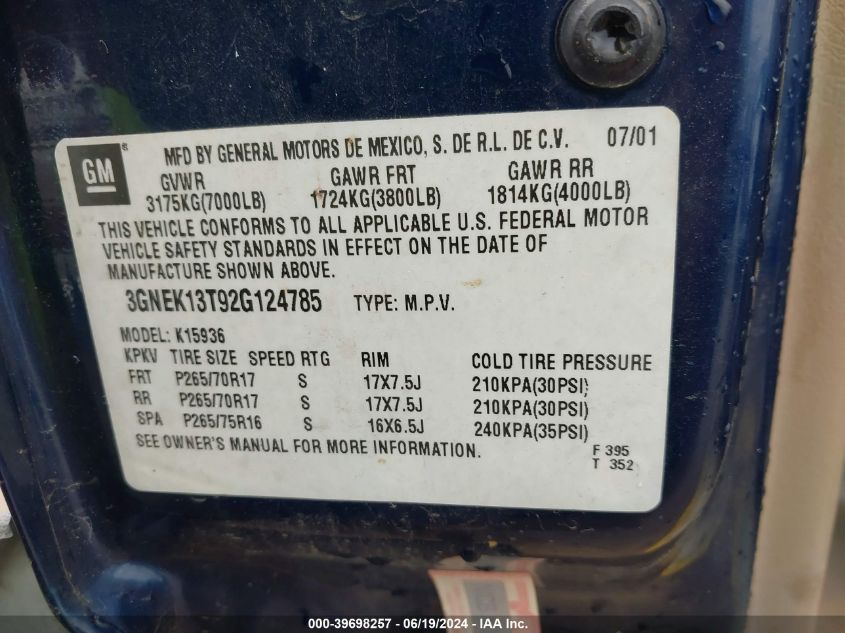 GM ® MFD BY GENERAL MOTORS DE MEXICO, S. DE R.L. DE C.V. 07/01
GVWR GAWR FRT GAWR RR
3175KG(7000LB) 1724KG(3800LB) 1814KG(4000LB)
THIS VEHICLE CONFORMS TO ALL APPLICABLE U.S. FEDERAL MOTOR
VEHICLE SAFETY STANDARDS IN EFFECT ON THE DATE OF
MANUFACTURE SHOWN ABOVE.
3GNEK13T92G124785 TYPE: M.P.V.
MODEL: K15936
KPKV TIRE SIZE SPEED RTG RIM COLD TIRE PRESSURE
FRT P265/70R17 S 17X7.5J 210KPA(30PSI)
RR P265/70R17 S 17X7.5J 210KPA(30PSI)
SPA P265/75R16 S 16X6.5J 240KPA(35PSI)
SEE OWNER'S MANUAL FOR MORE INFORMATION.
F 395
T 352
000-39698257 - 06/19/2024 - IAA Inc.